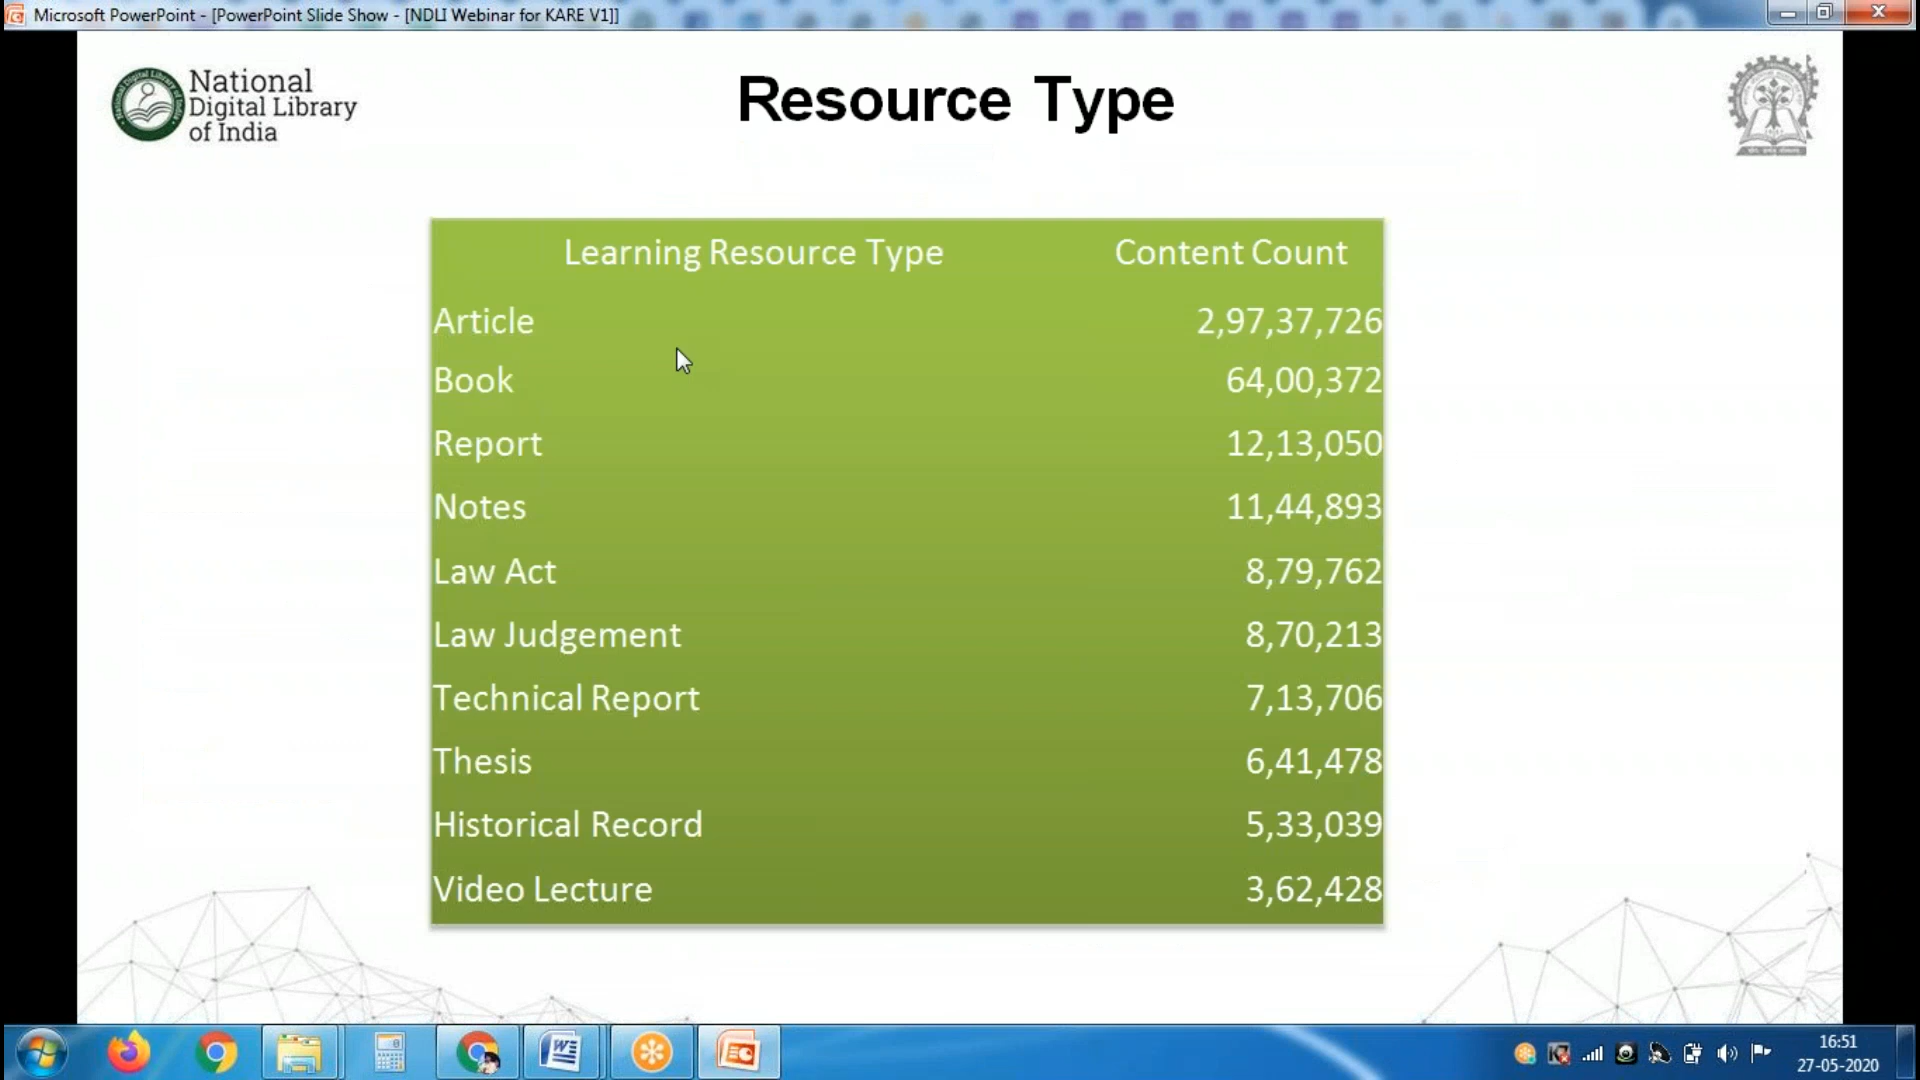 Microsoft PowerPoint - [PowerPoint Slide Show - [NDLI Webinar for KARE V1]]
National
Digital Library
of India
Resource Type
Learning Resource Type Content Count
Article 2,97,37,726
Book 64,00,372
Report 12,13,050
Notes 11,44,893
Law Act 8,79,762
Law Judgement 8,70,213
Technical Report 7,13,706
Thesis 6,41,478
Historical Record 5,33,039
Video Lecture 3,62,428
16:51
27-05-2020